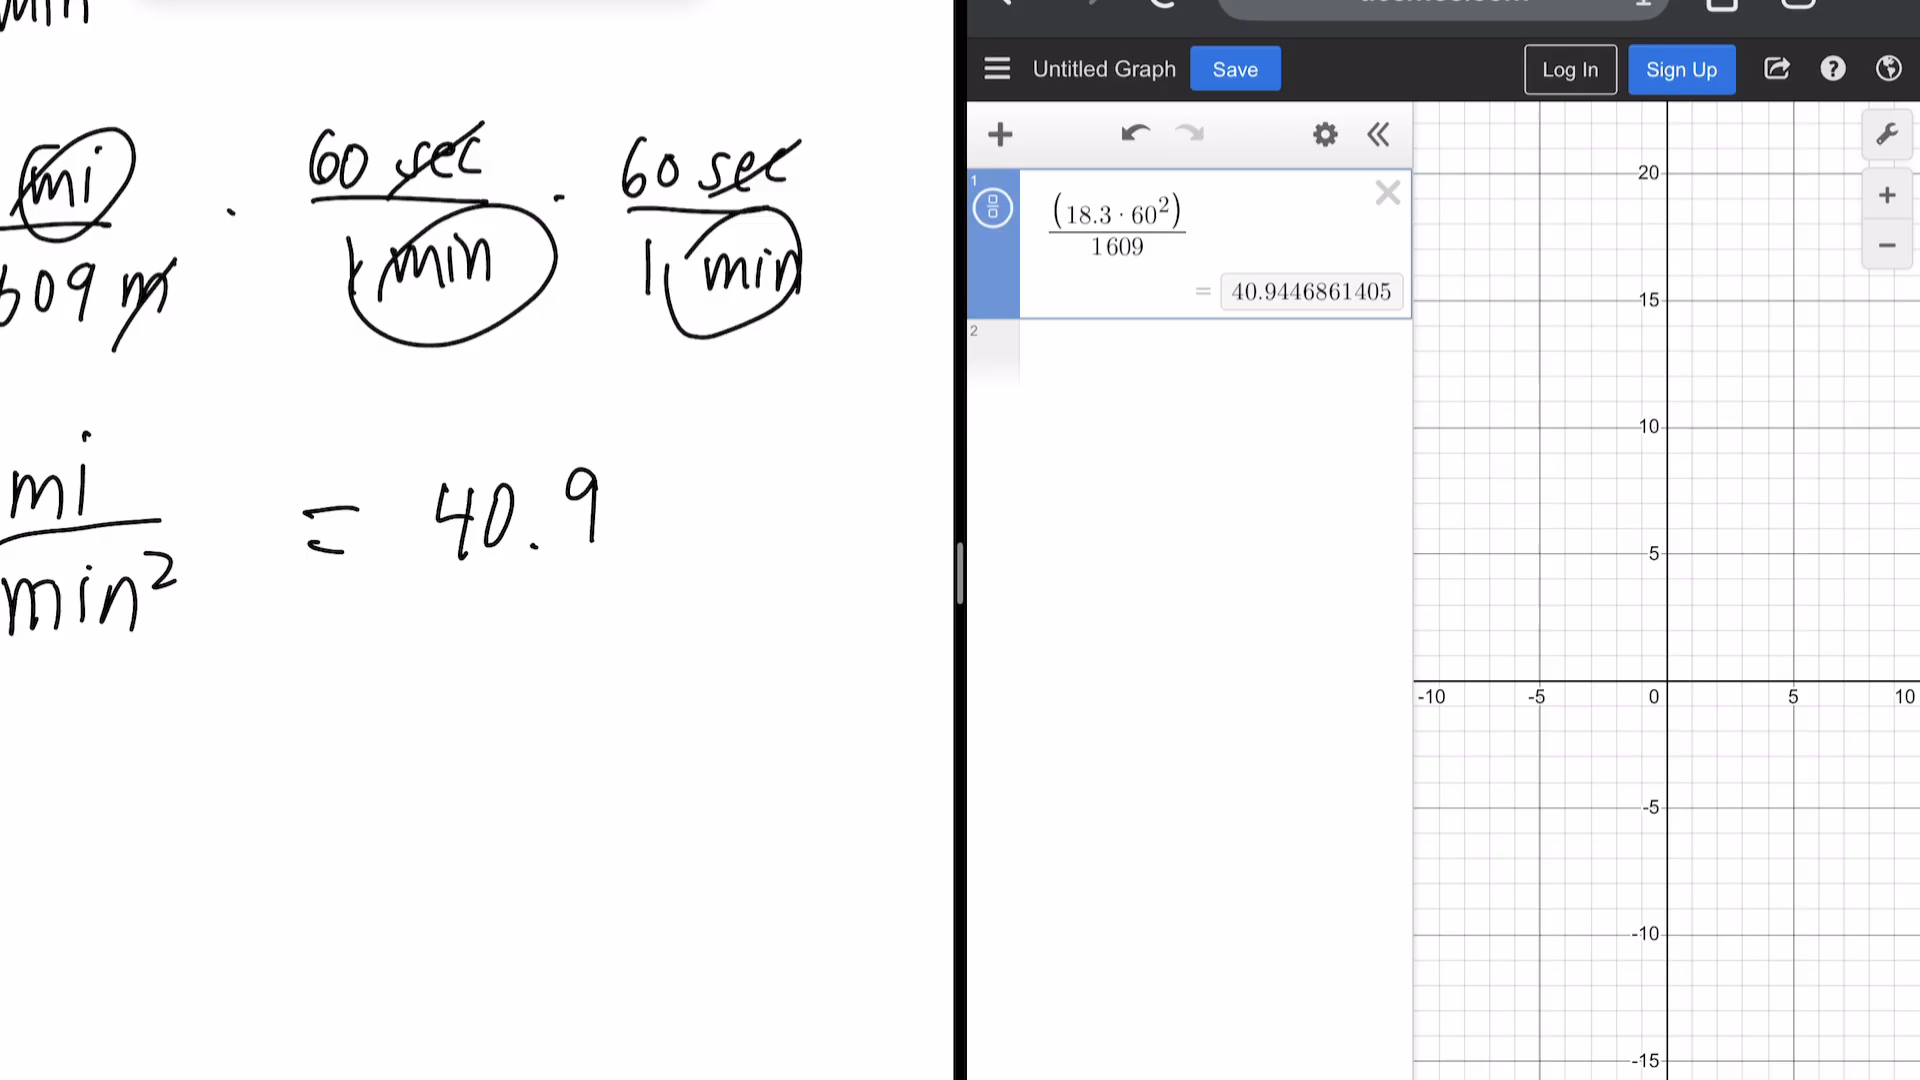 min
mi
609 m
· 60 sec
1 min
· 60 sec
1 min
mi
min²
= 40.9
Untitled Graph
Save
Log In
Sign Up
1
(18.3 · 60²)
1609
= 40.9446861405
2
20
15
10
5
-10 -5 0 5 10
-5
-10
-15